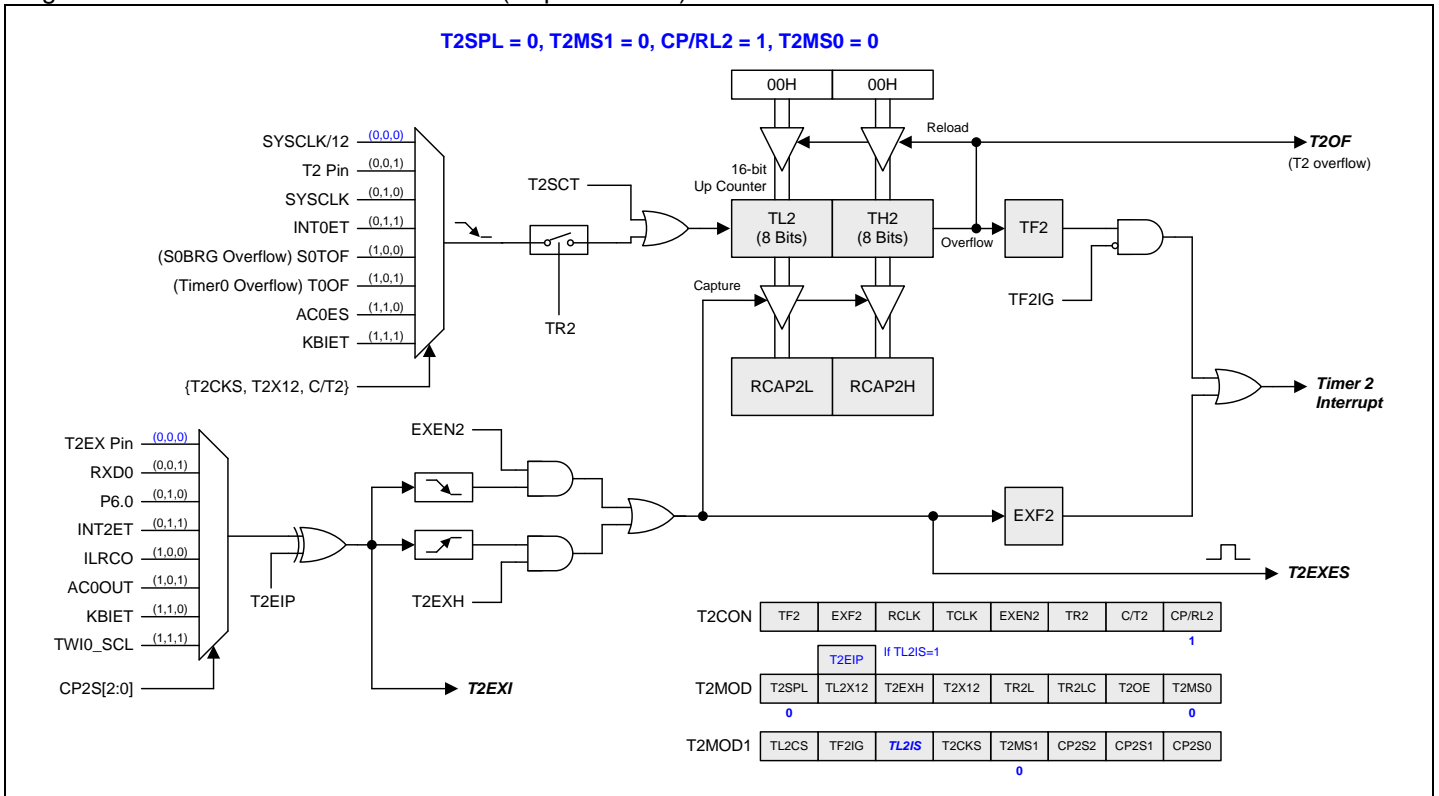 T2SPL = 0, T2MS1 = 0, CP/RL2 = 1, T2MS0 = 0
00H 00H
Reload
T2OF
(T2 overflow)
16-bit
Up Counter
SYSCLK/12 (0,0,0)
T2 Pin (0,0,1)
SYSCLK (0,1,0)
INT0ET (0,1,1)
(S0BRG Overflow) S0TOF (1,0,0)
(Timer0 Overflow) T0OF (1,0,1)
AC0ES (1,1,0)
KBIET (1,1,1)
{T2CKS, T2X12, C/T2}
TR2
T2SCT
TL2
(8 Bits)
TH2
(8 Bits)
Overflow
TF2
TF2IG
Capture
RCAP2L RCAP2H
Timer 2
Interrupt
T2EX Pin (0,0,0)
RXD0 (0,0,1)
P6.0 (0,1,0)
INT2ET (0,1,1)
ILRCO (1,0,0)
AC0OUT (1,0,1)
KBIET (1,1,0)
TWI0_SCL (1,1,1)
CP2S[2:0]
T2EIP
EXEN2
T2EXH
T2EXI
EXF2
T2EXES
T2CON TF2 EXF2 RCLK TCLK EXEN2 TR2 C/T2 CP/RL2
1
T2EIP If TL2IS=1
T2MOD T2SPL TL2X12 T2EXH T2X12 TR2L TR2LC T2OE T2MS0
0 0
T2MOD1 TL2CS TF2IG TL2IS T2CKS T2MS1 CP2S2 CP2S1 CP2S0
0